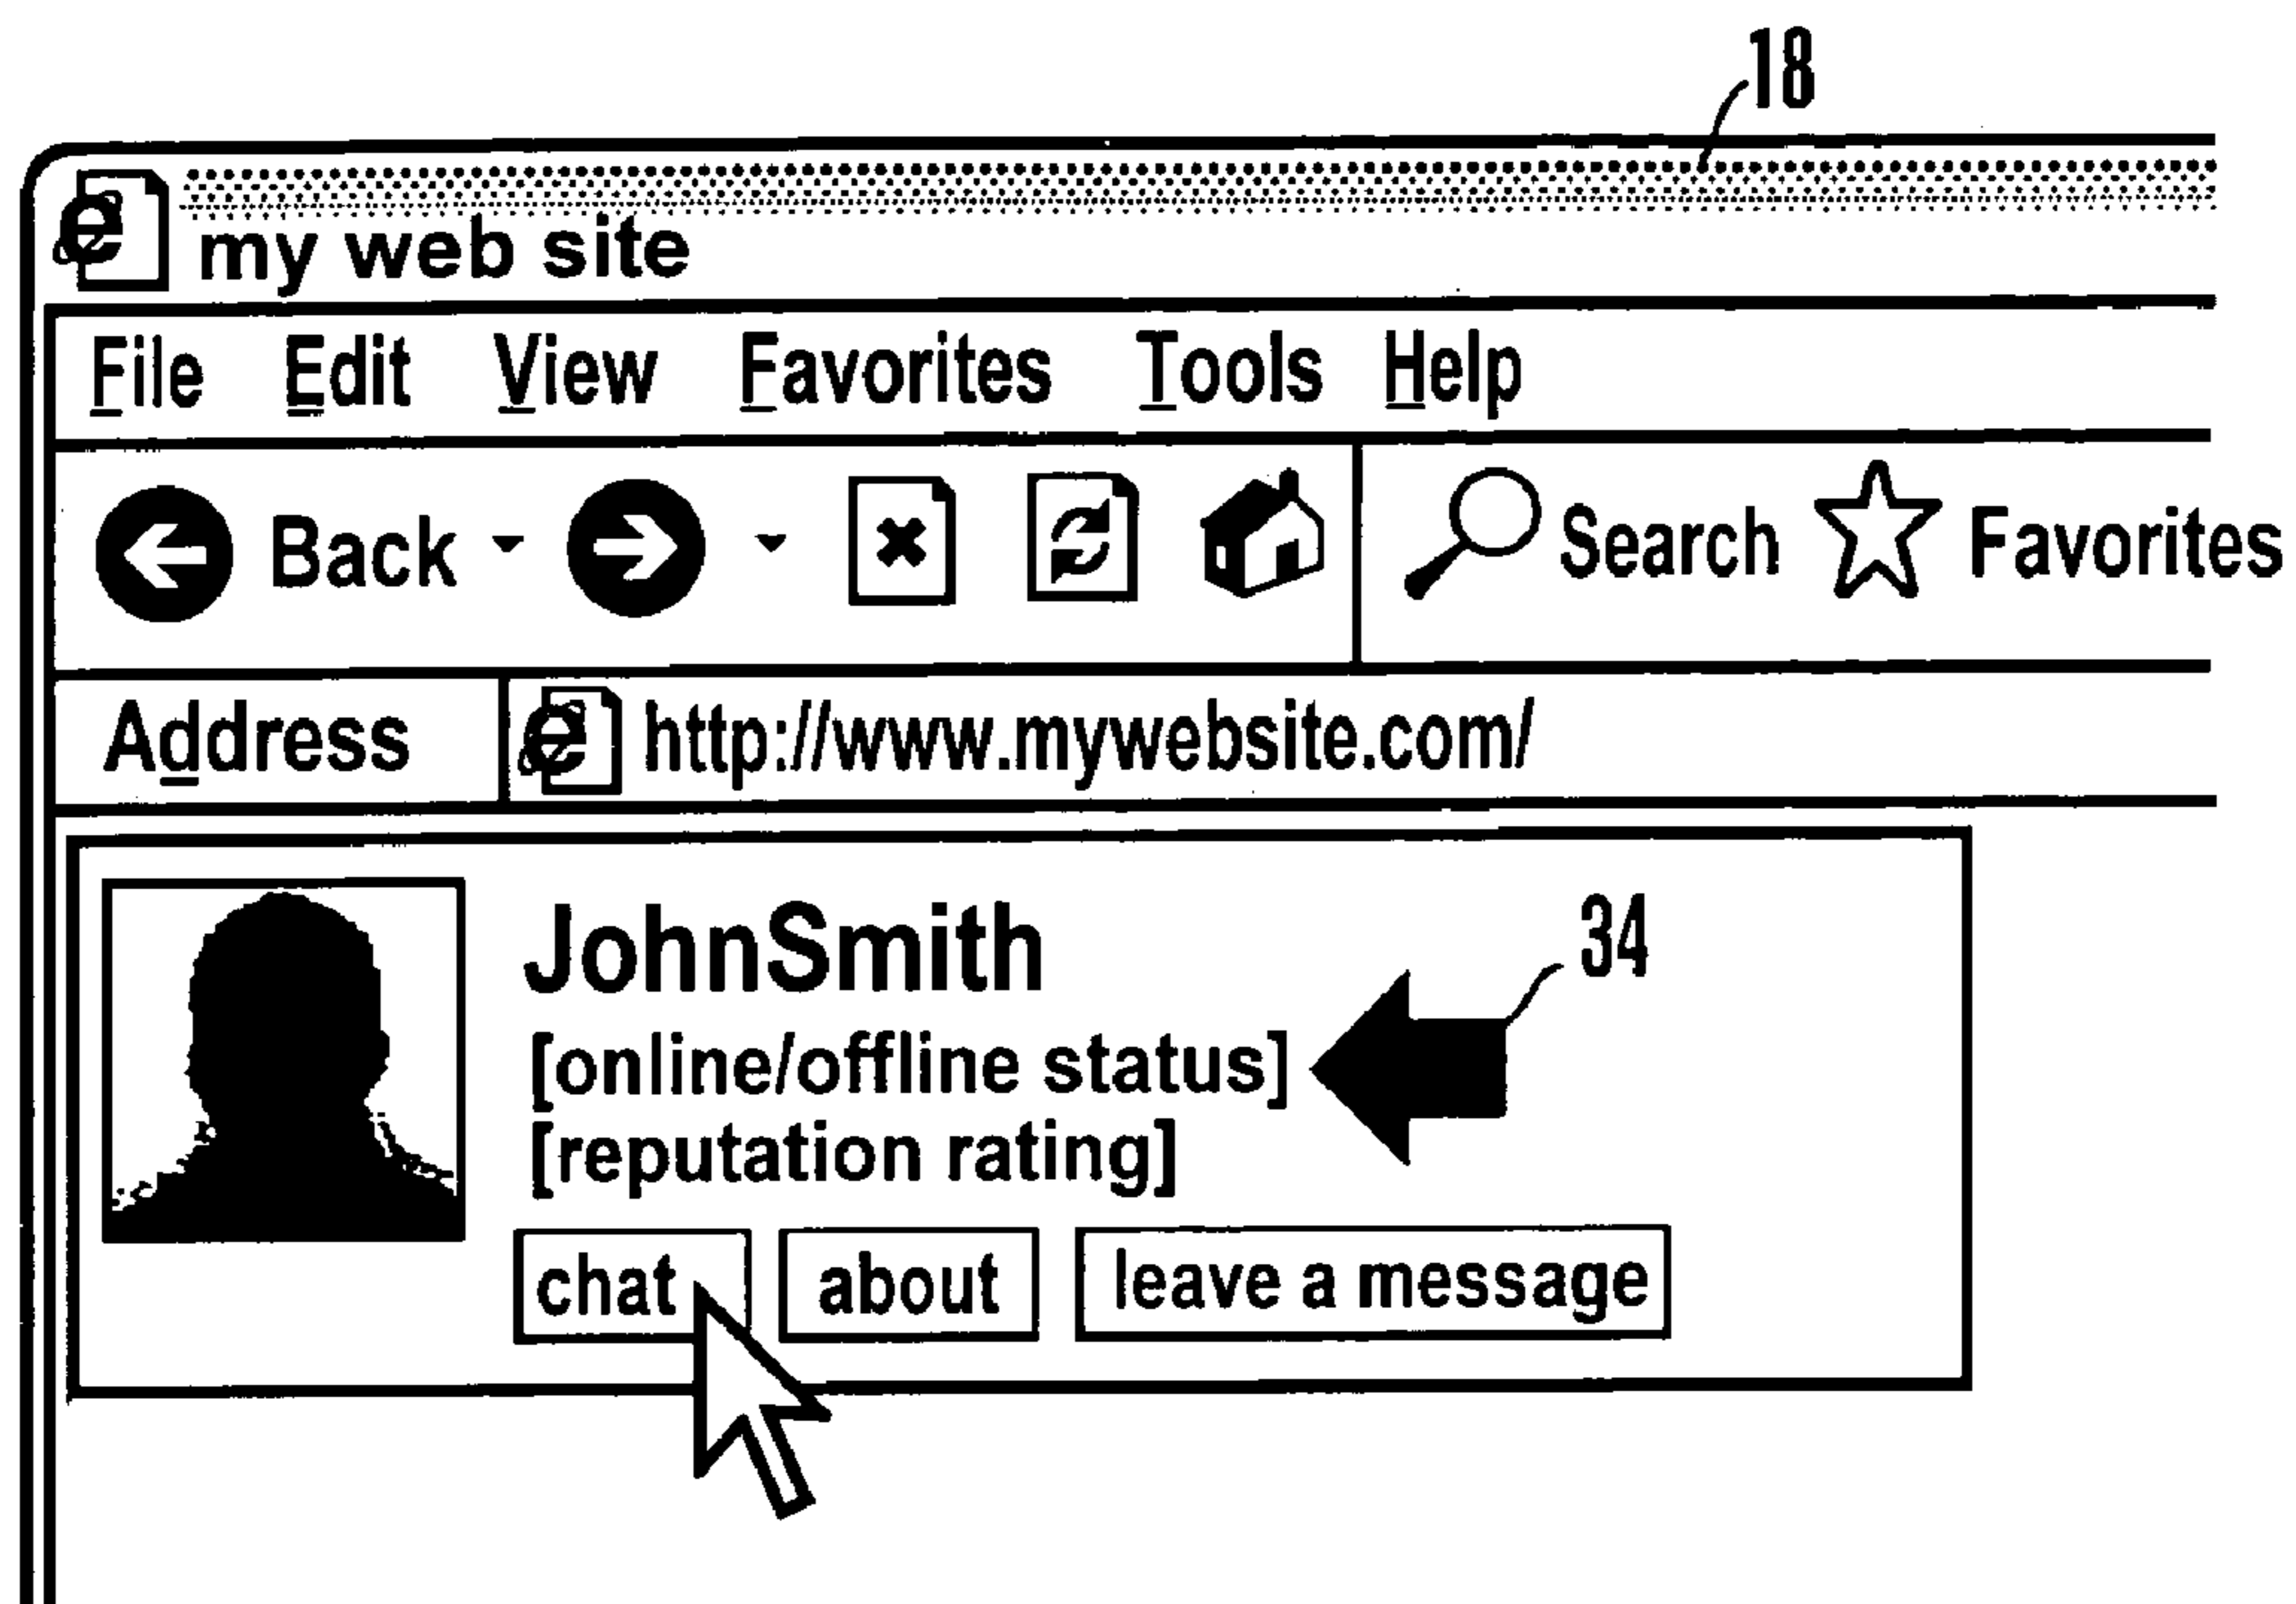 18
my web site
File Edit View Favorites Tools Help
Back Search Favorites
Address http://www.mywebsite.com/
JohnSmith
34
[online/offline status]
[reputation rating]
chat about leave a message